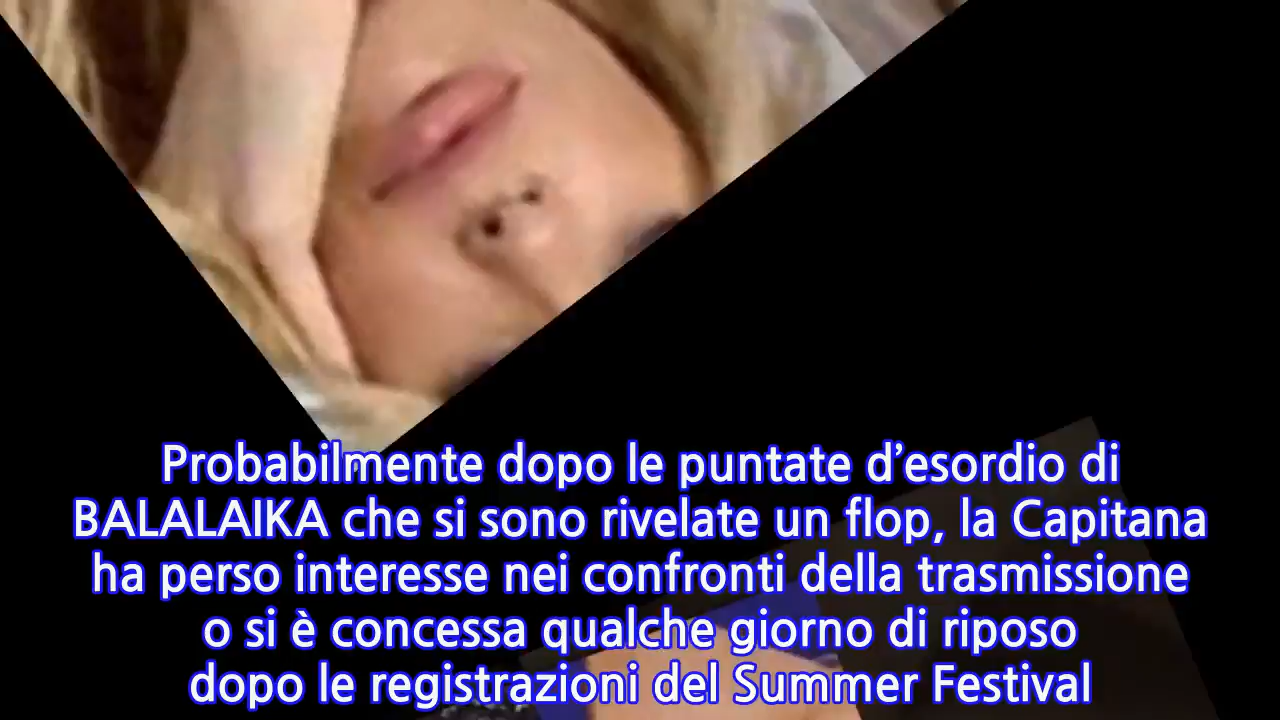 Probabilmente dopo le puntate d’esordio di
BALALAIKA che si sono rivelate un flop, la Capitana
ha perso interesse nei confronti della trasmissione
o si è concessa qualche giorno di riposo
dopo le registrazioni del Summer Festival